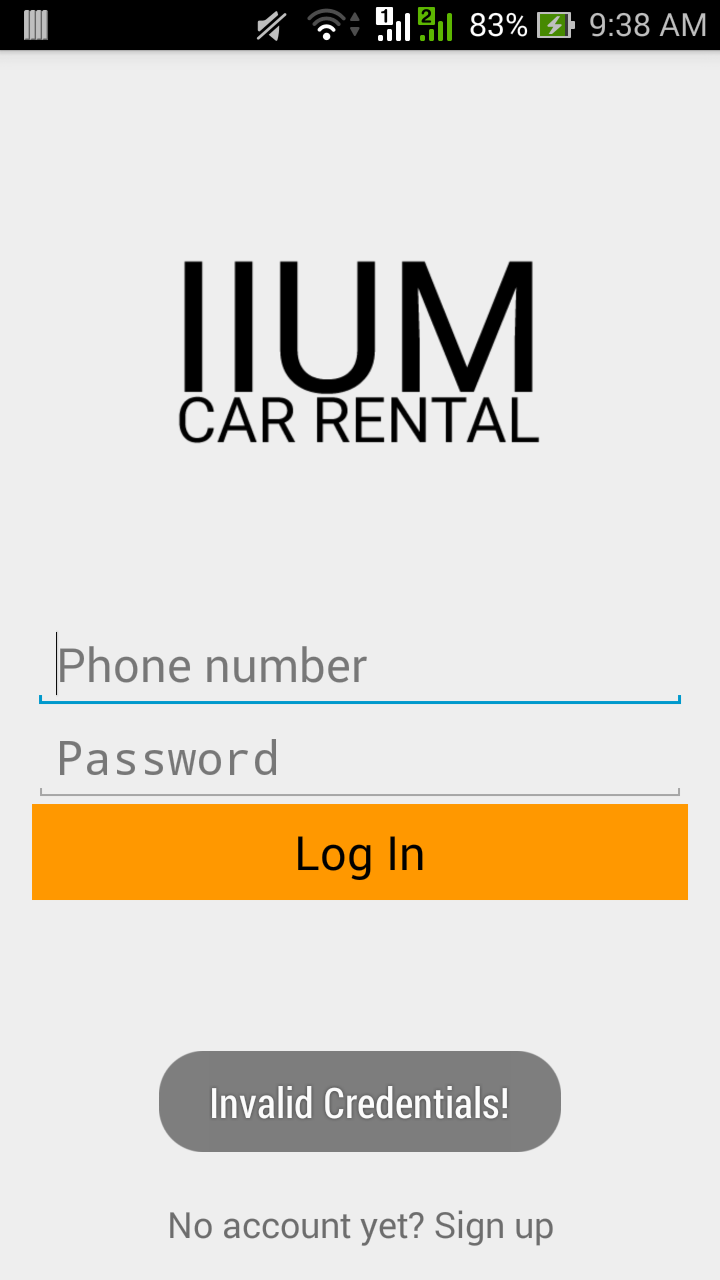 1 2 83% 9:38 AM
IIUM
CAR RENTAL
Phone number
Password
Log In
Invalid Credentials!
No account yet? Sign up